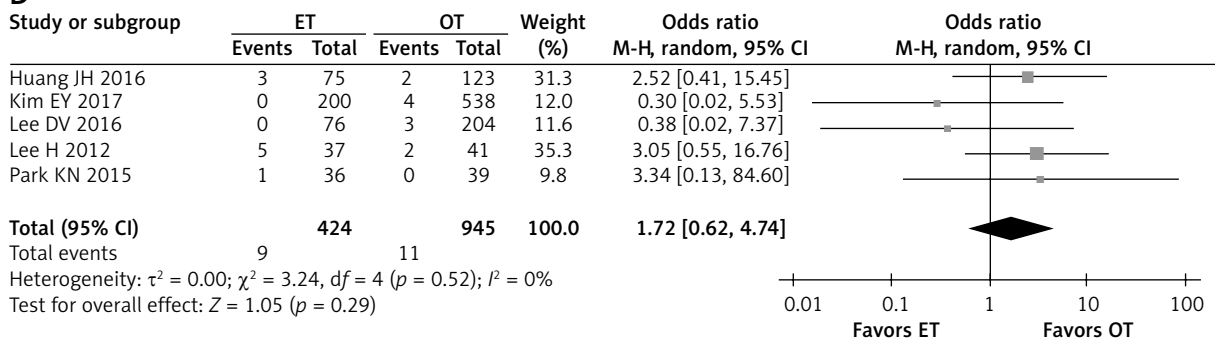 Study or subgroup ET OT Weight Odds ratio Odds ratio
Events Total Events Total (%) M-H, random, 95% CI M-H, random, 95% CI
Huang JH 2016 3 75 2 123 31.3 2.52 [0.41, 15.45]
Kim EY 2017 0 200 4 538 12.0 0.30 [0.02, 5.53]
Lee DV 2016 0 76 3 204 11.6 0.38 [0.02, 7.37]
Lee H 2012 5 37 2 41 35.3 3.05 [0.55, 16.76]
Park KN 2015 1 36 0 39 9.8 3.34 [0.13, 84.60]
Total (95% CI) 424 945 100.0 1.72 [0.62, 4.74]
Total events 9 11
Heterogeneity: τ² = 0.00; χ² = 3.24, df = 4 (p = 0.52); I² = 0%
Test for overall effect: Z = 1.05 (p = 0.29)
0.01 0.1 1 10 100
Favors ET Favors OT